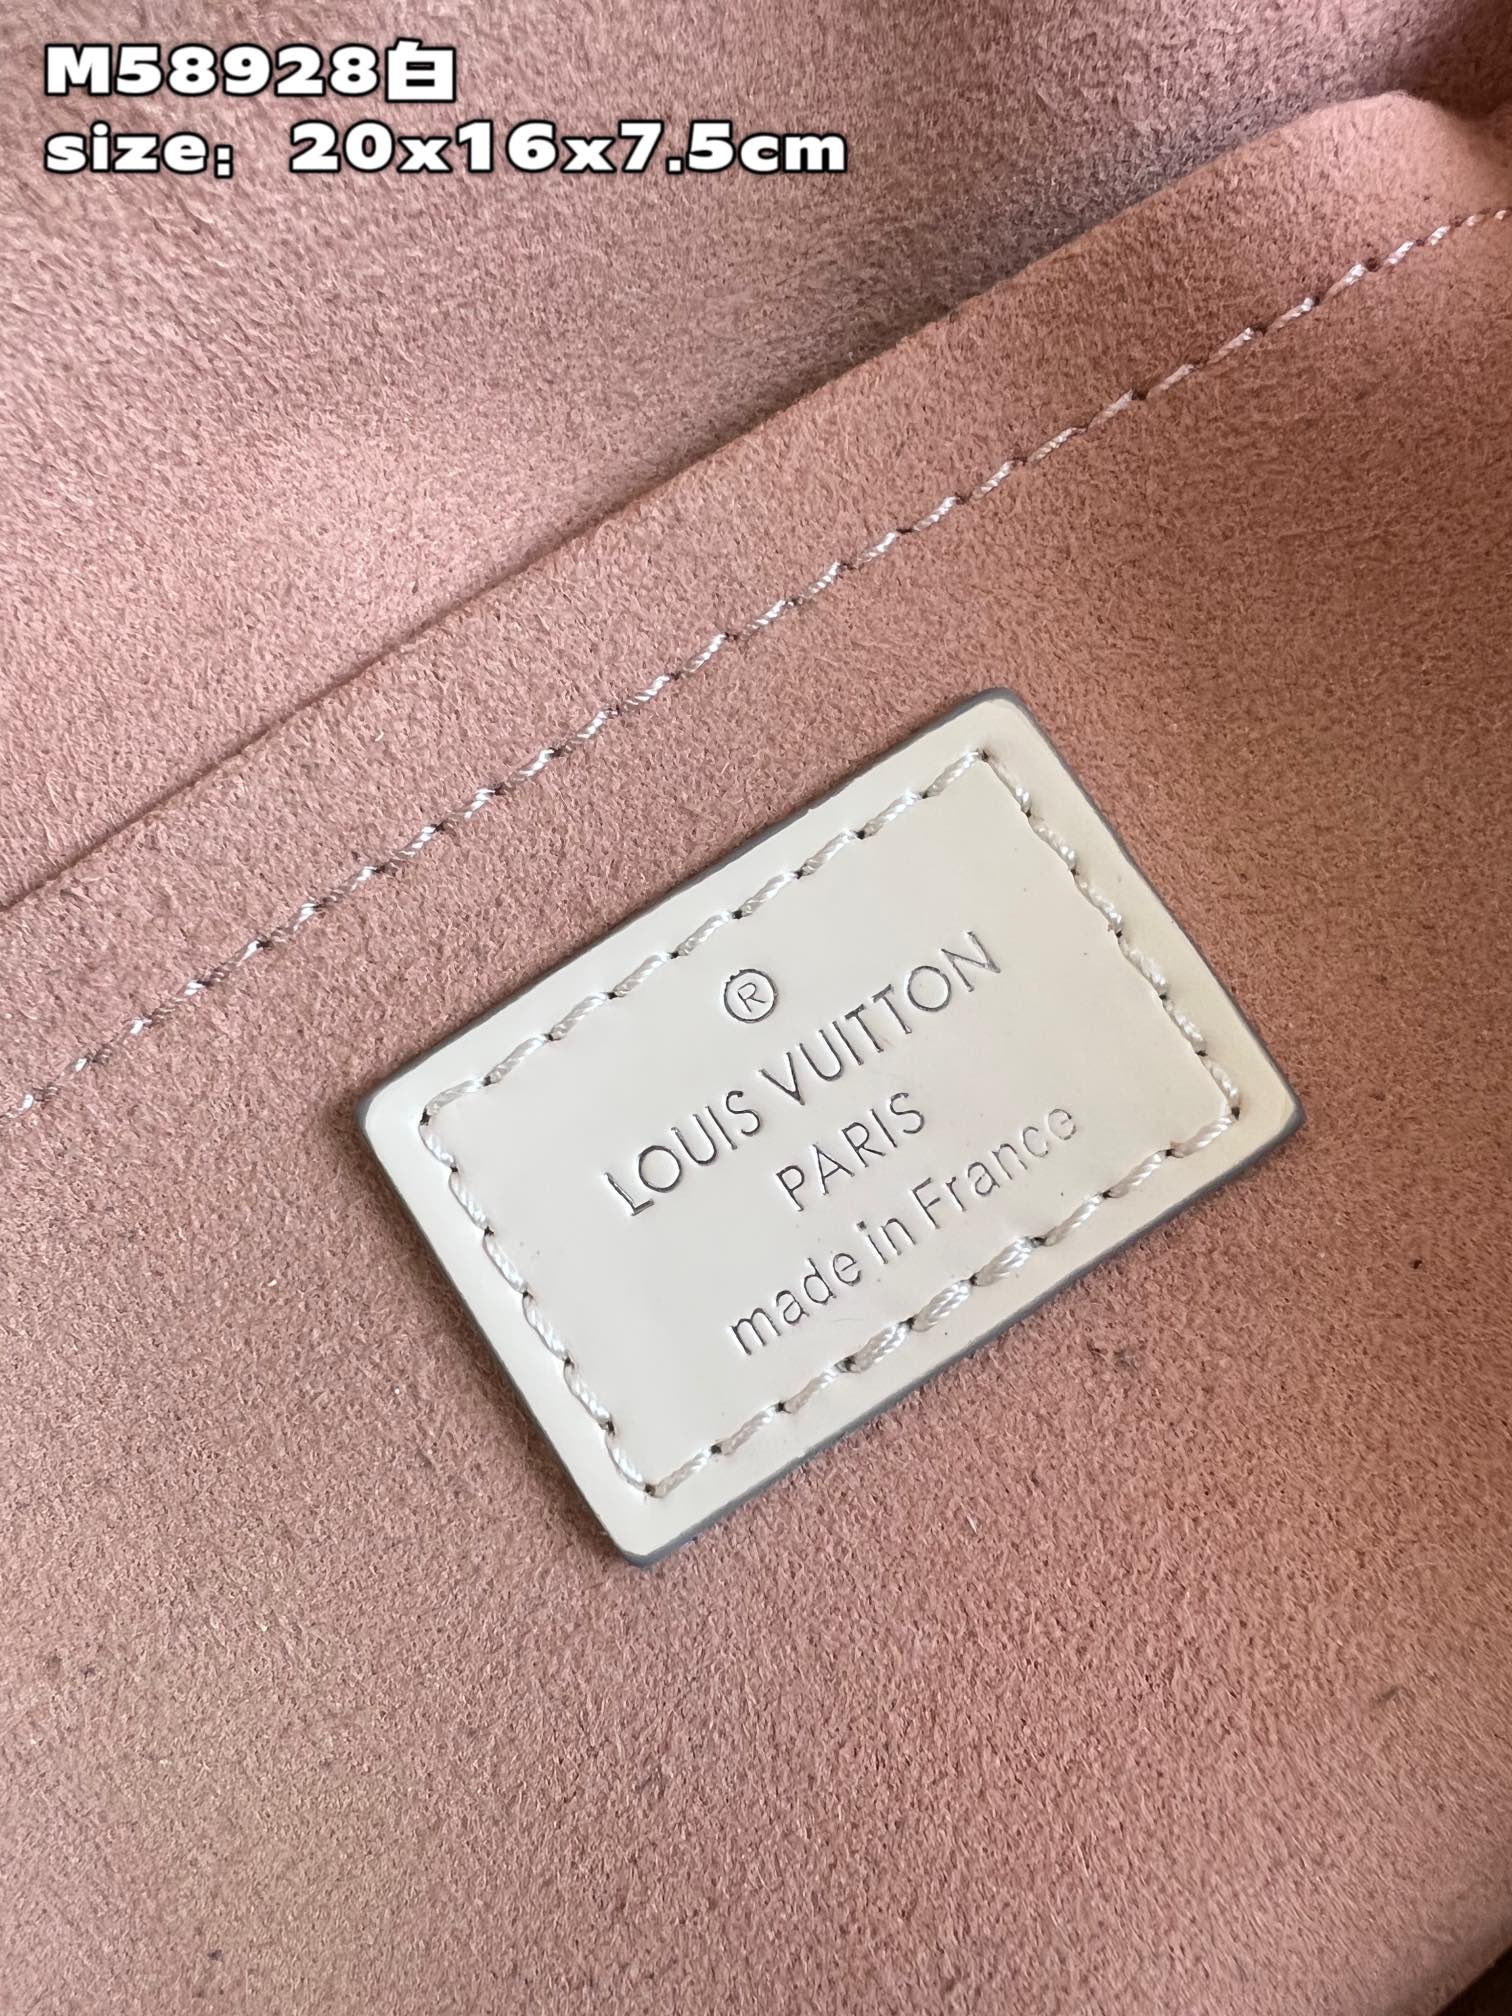 M58928白
size：20x16x7.5cm
®
LOUIS VUITTON
PARIS
made in France